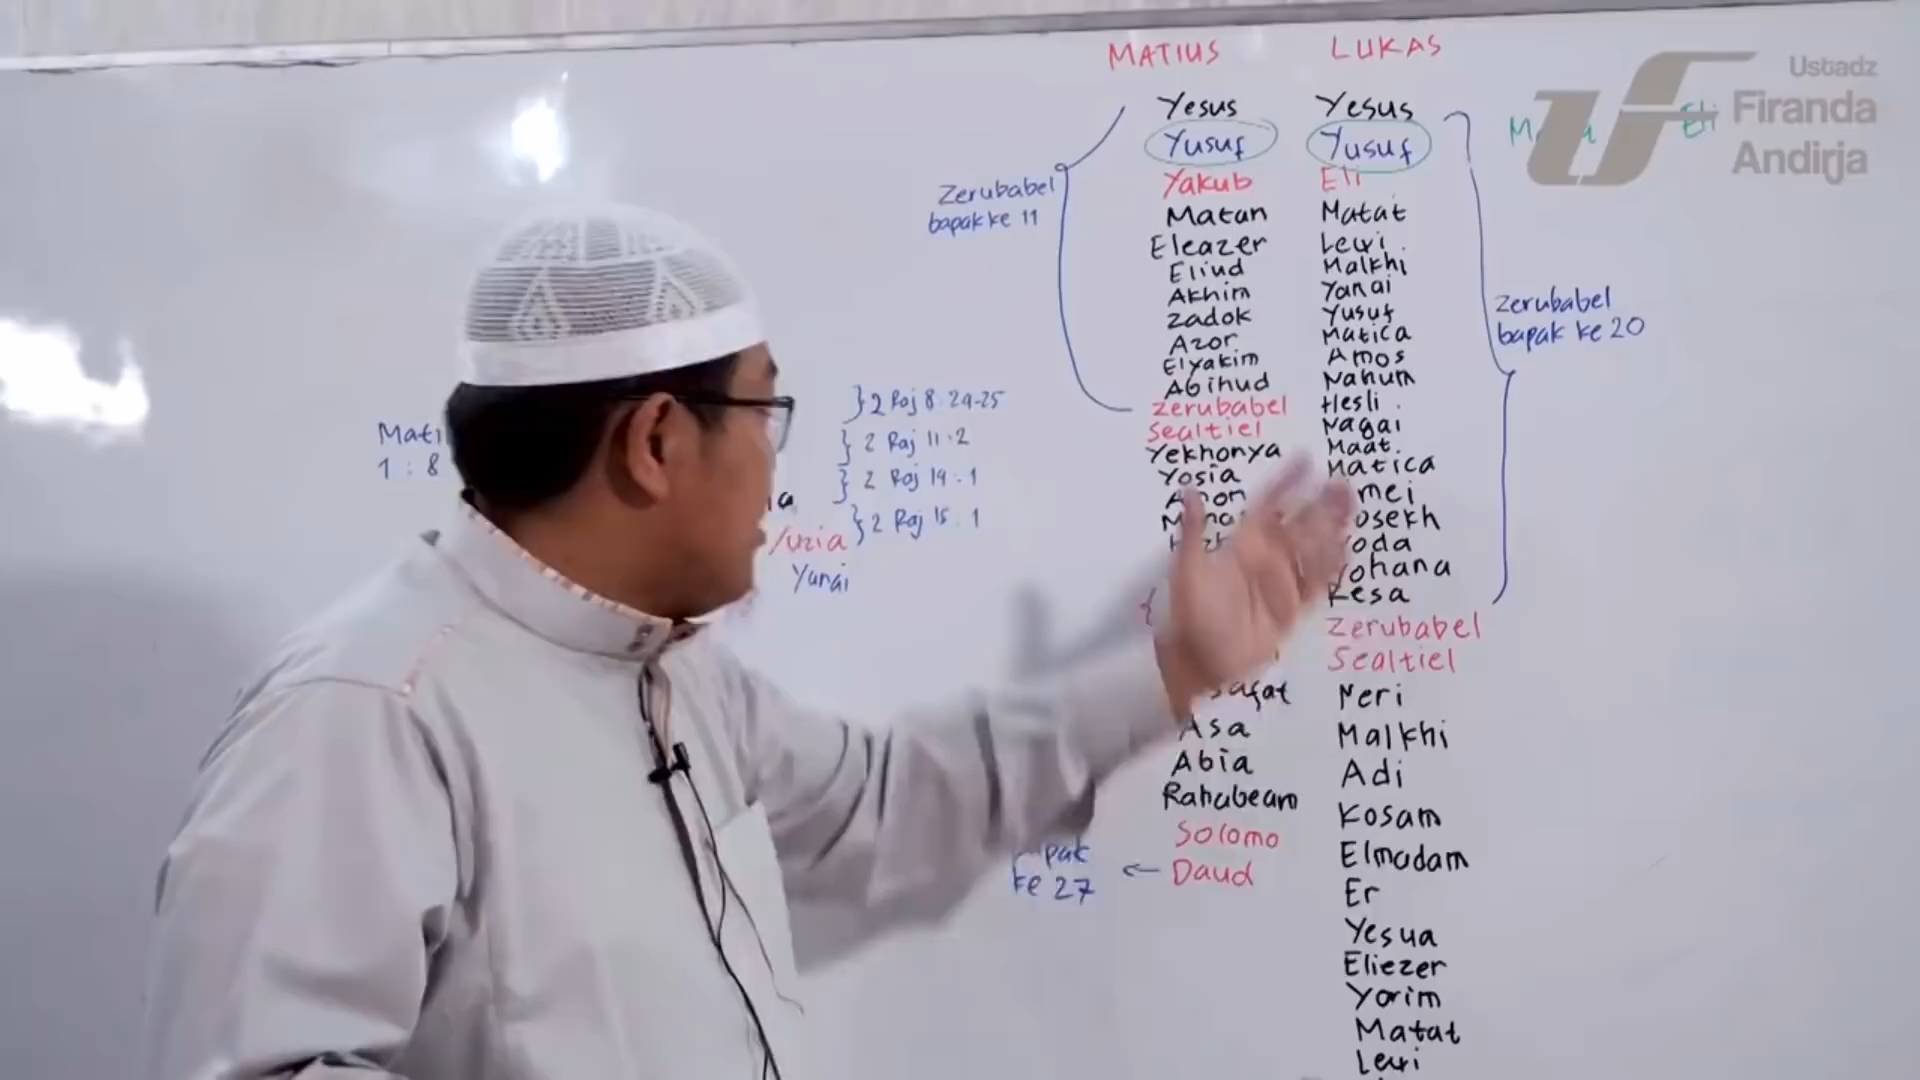 MATIUS
Yesus
Yusuf
Yakub
Matan
Eleazer
Eliud
Akhim
Zadok
Azor
Elyakim
Abihud
Zerubabel
Sealtiel
Yekhonya
Yosia
Asa
Abia
Rahabeam
Solomo
Daud
LUKAS
Yesus
Yusuf
Eli
Matat
Lewi
Malkhi
Yanai
Yusuf
Matica
Amos
Nahum
Hesli
Nagai
Maat
Matica
Yohana
Resa
Zerubabel
Sealtiel
Neri
Malkhi
Adi
Kosam
Elmadam
Er
Yesua
Eliezer
Yorim
Matat
Lewi
Zerubabel
bapak ke 11
Zerubabel
bapak ke 20
Eli
Ustadz
Firanda
Andirja
1 : 8
2 Raj 8:24-25
2 Raj 11:2
2 Raj 14:1
2 Raj 15:1
/uzia
ke 27 ←